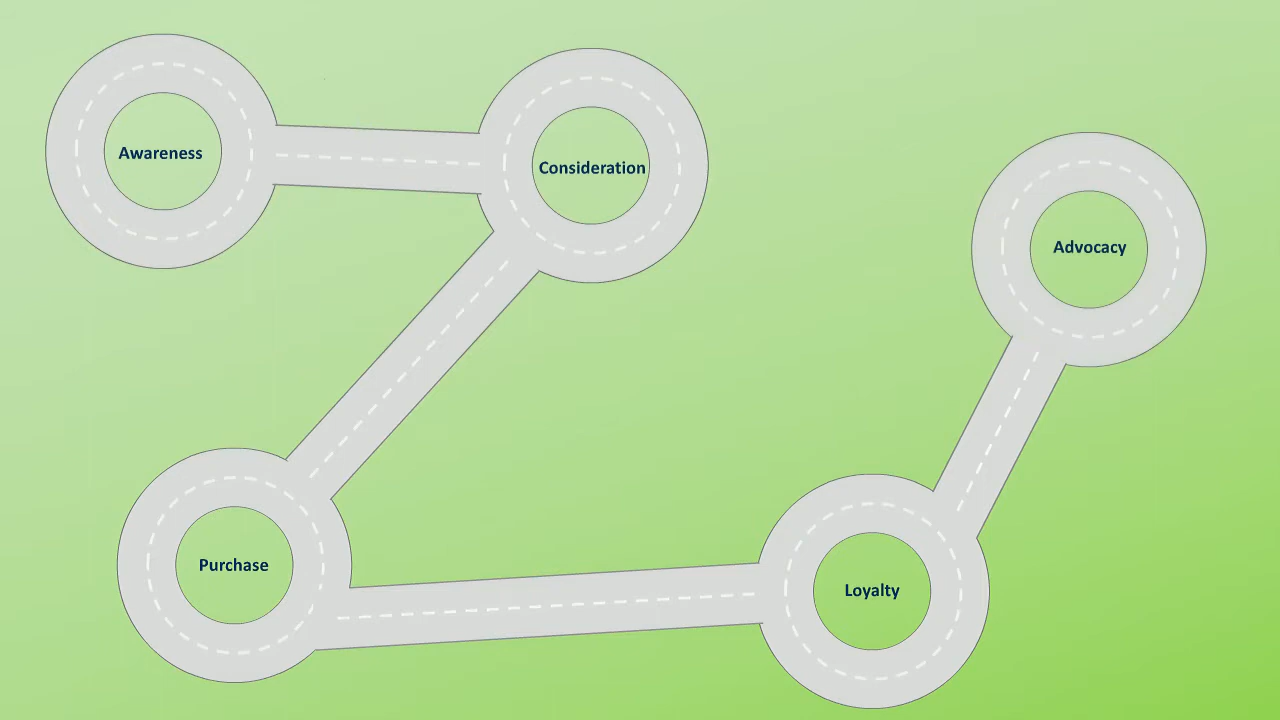 Awareness
Consideration
Purchase
Loyalty
Advocacy